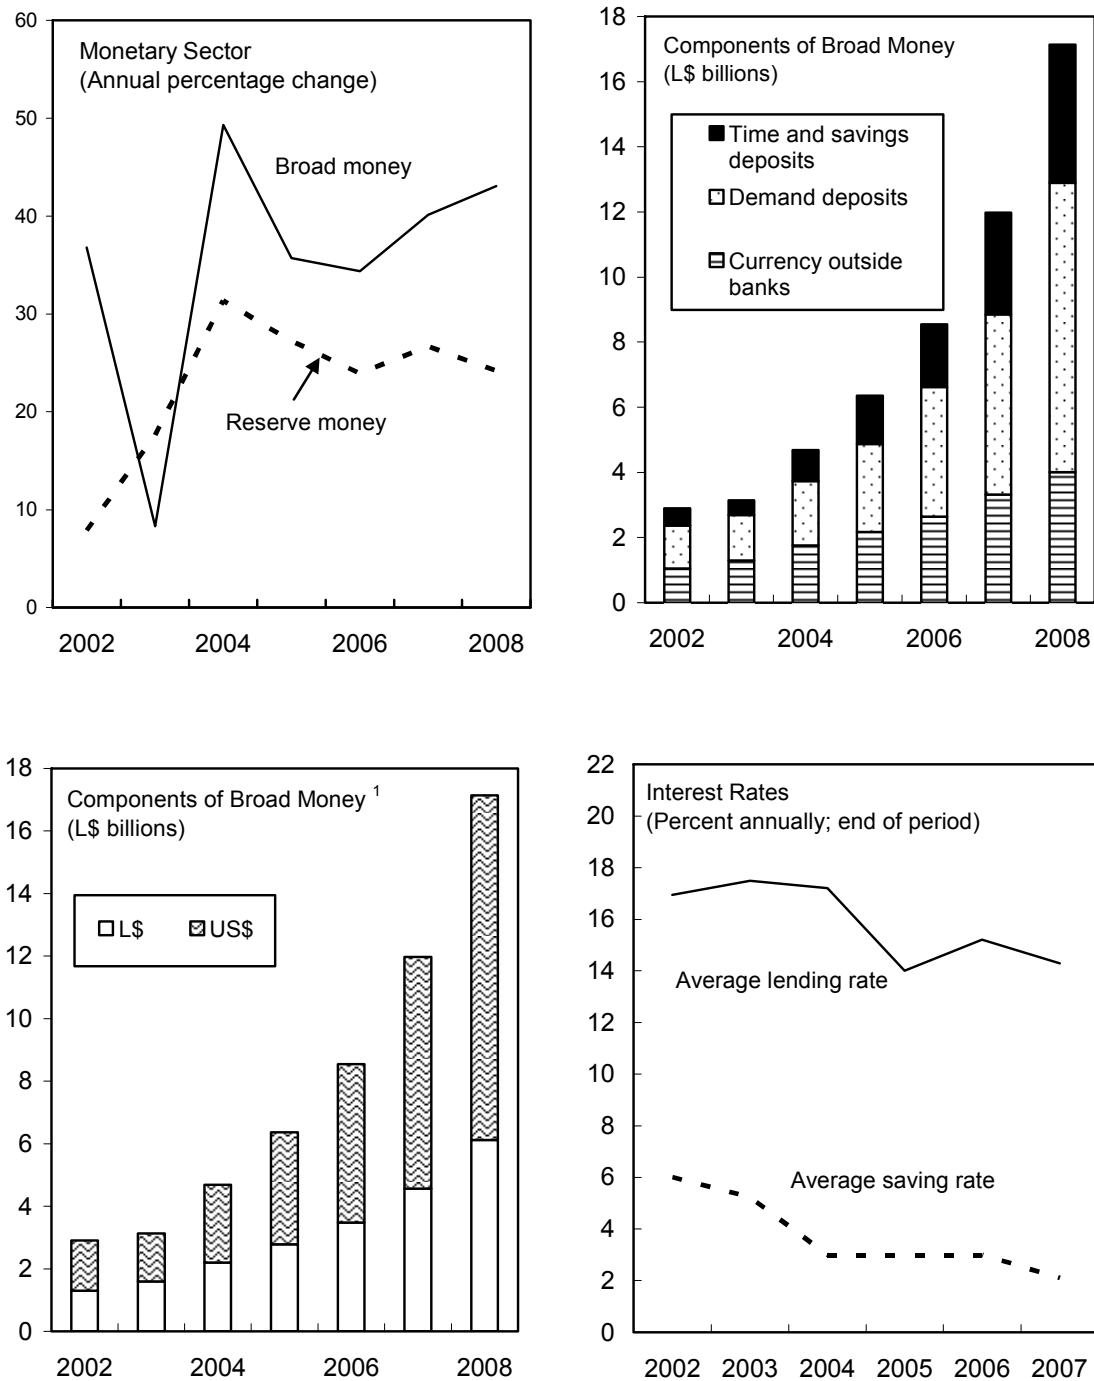 Monetary Sector
(Annual percentage change)
60
50
40
30
20
10
0
Broad money
Reserve money
2002 2004 2006 2008
Components of Broad Money
(L$ billions)
18
16
14
12
10
8
6
4
2
0
Time and savings
deposits
Demand deposits
Currency outside
banks
2002 2004 2006 2008
Components of Broad Money 1
(L$ billions)
18
16
14
12
10
8
6
4
2
0
L$ US$
2002 2004 2006 2008
Interest Rates
(Percent annually; end of period)
22
20
18
16
14
12
10
8
6
4
2
0
Average lending rate
Average saving rate
2002 2003 2004 2005 2006 2007